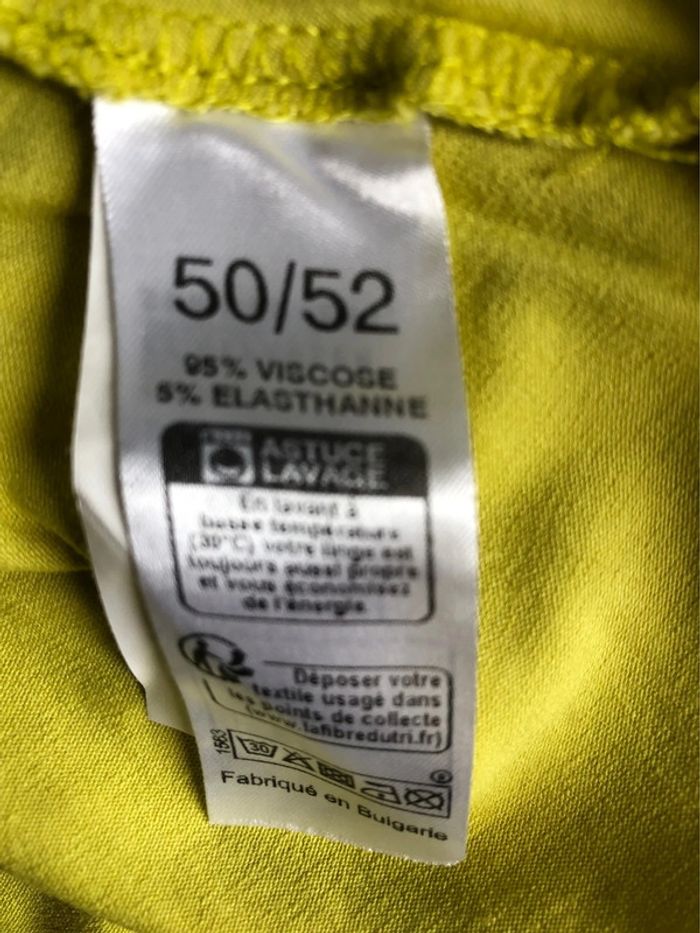 50/52
95% VISCOSE
5% ELASTHANNE
ASTUCE
LAVAGE
En lavant à
basse température
(30°C) votre linge est
toujours aussi propre
et vous économisez
de l'énergie
Déposer votre
textile usagé dans
les points de collecte
(www.lafibredutri.fr)
1563
30
Fabriqué en Bulgarie